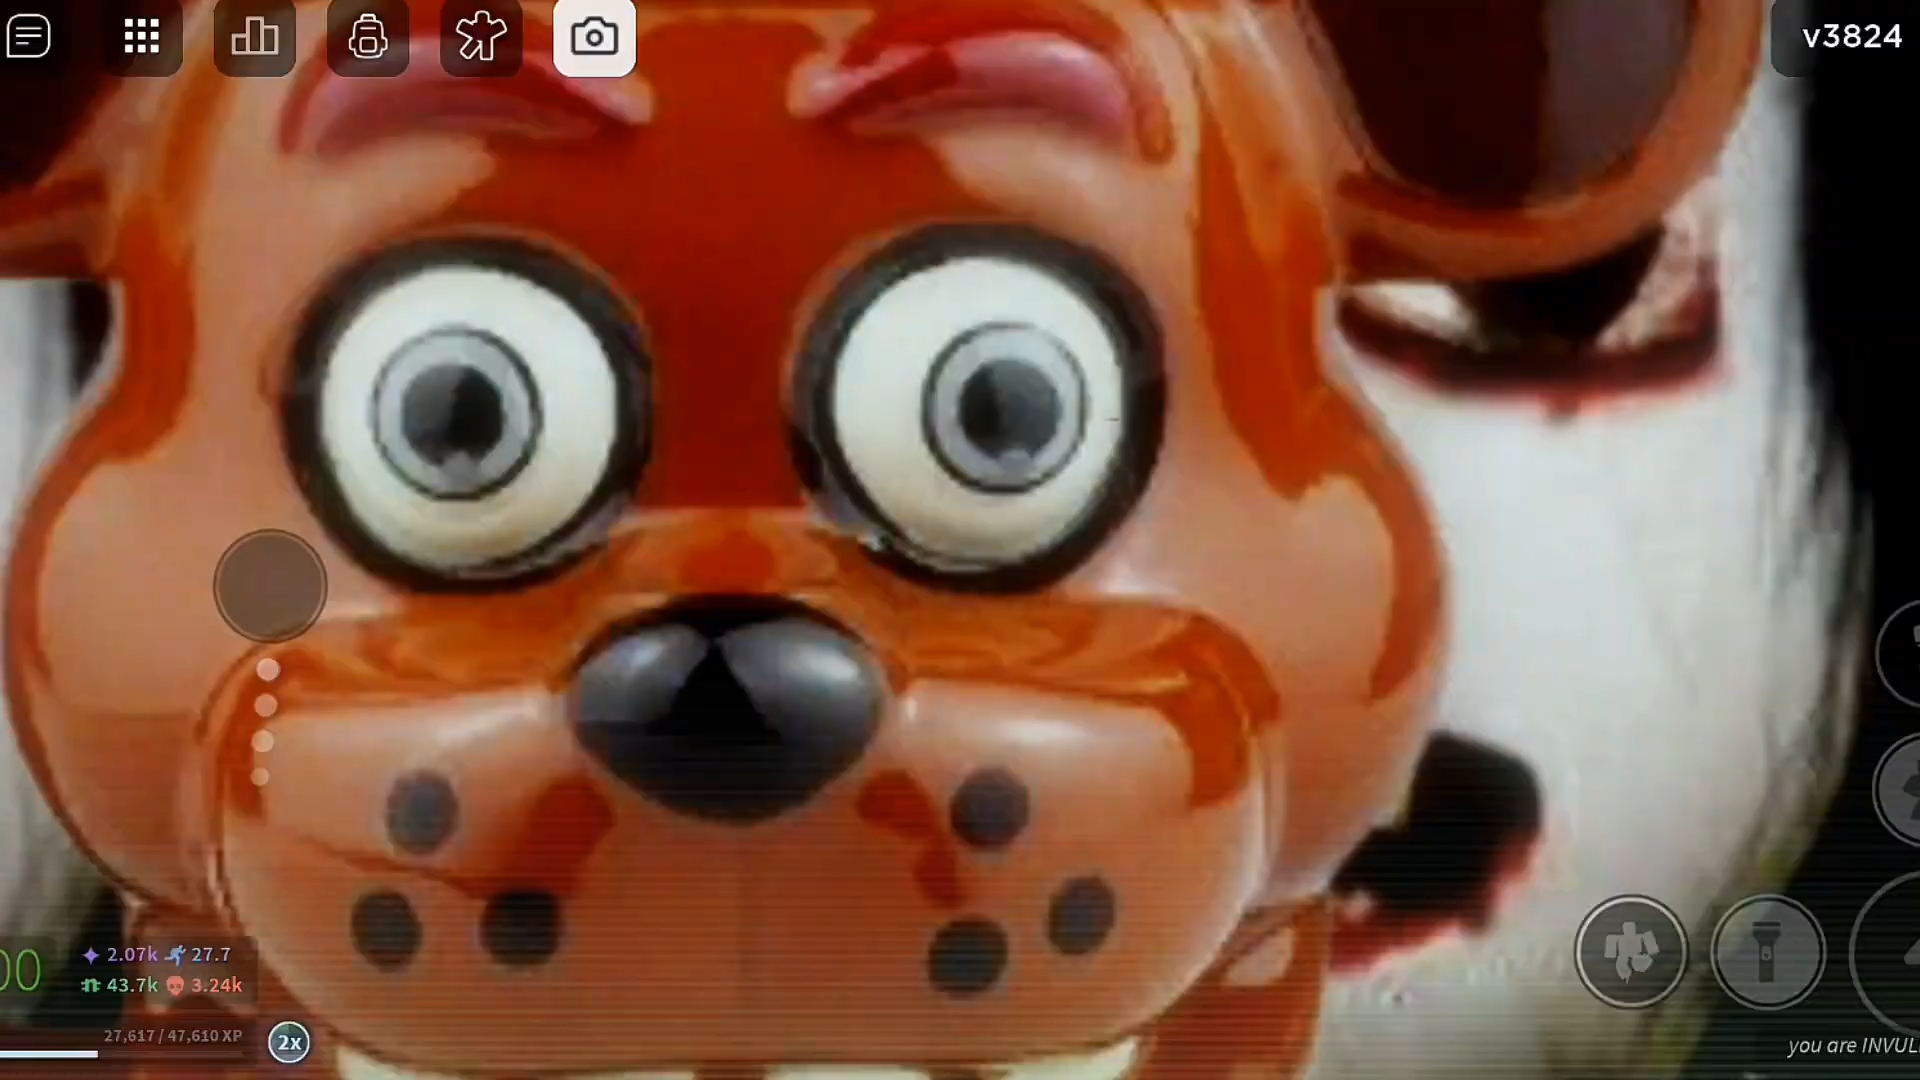 v3824
00
2.07k 27.7
43.7k 3.24k
27,617 / 47,610 XP
2x
you are INVUL